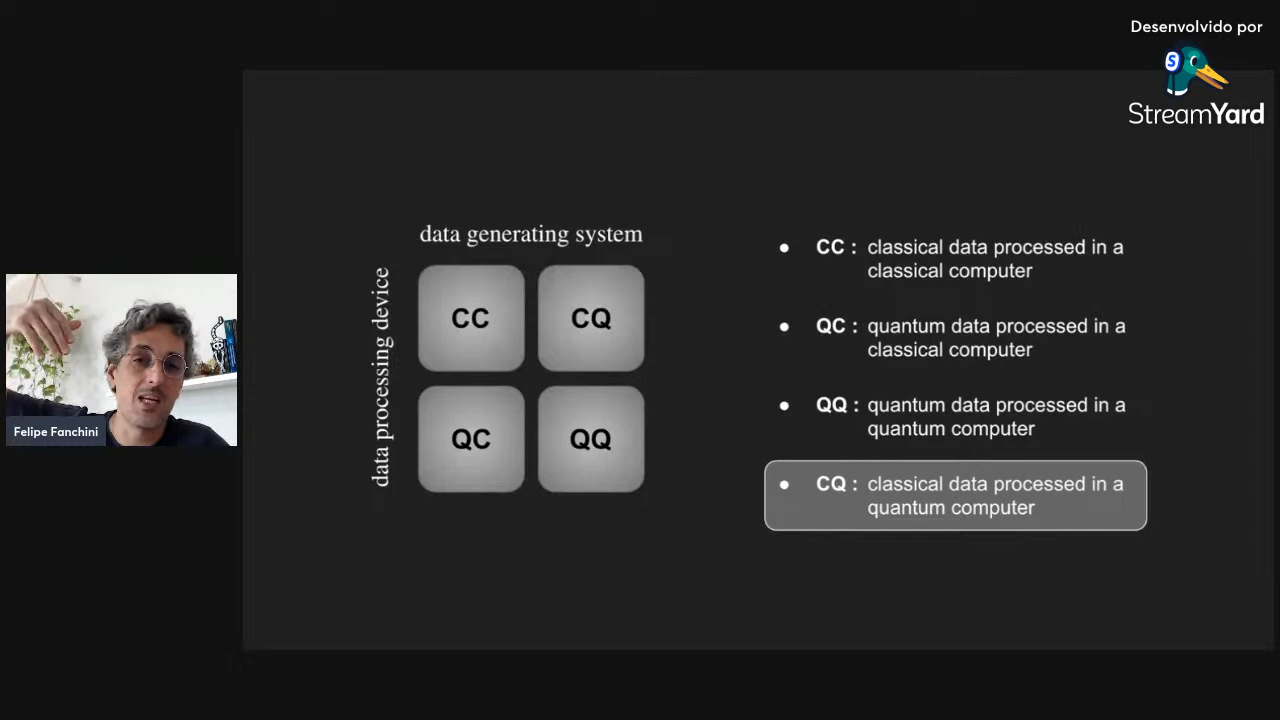 Desenvolvido por
StreamYard
data generating system
data processing device
CC
CQ
QC
QQ
● CC : classical data processed in a
classical computer
● QC : quantum data processed in a
classical computer
● QQ : quantum data processed in a
quantum computer
● CQ : classical data processed in a
quantum computer
Felipe Fanchini